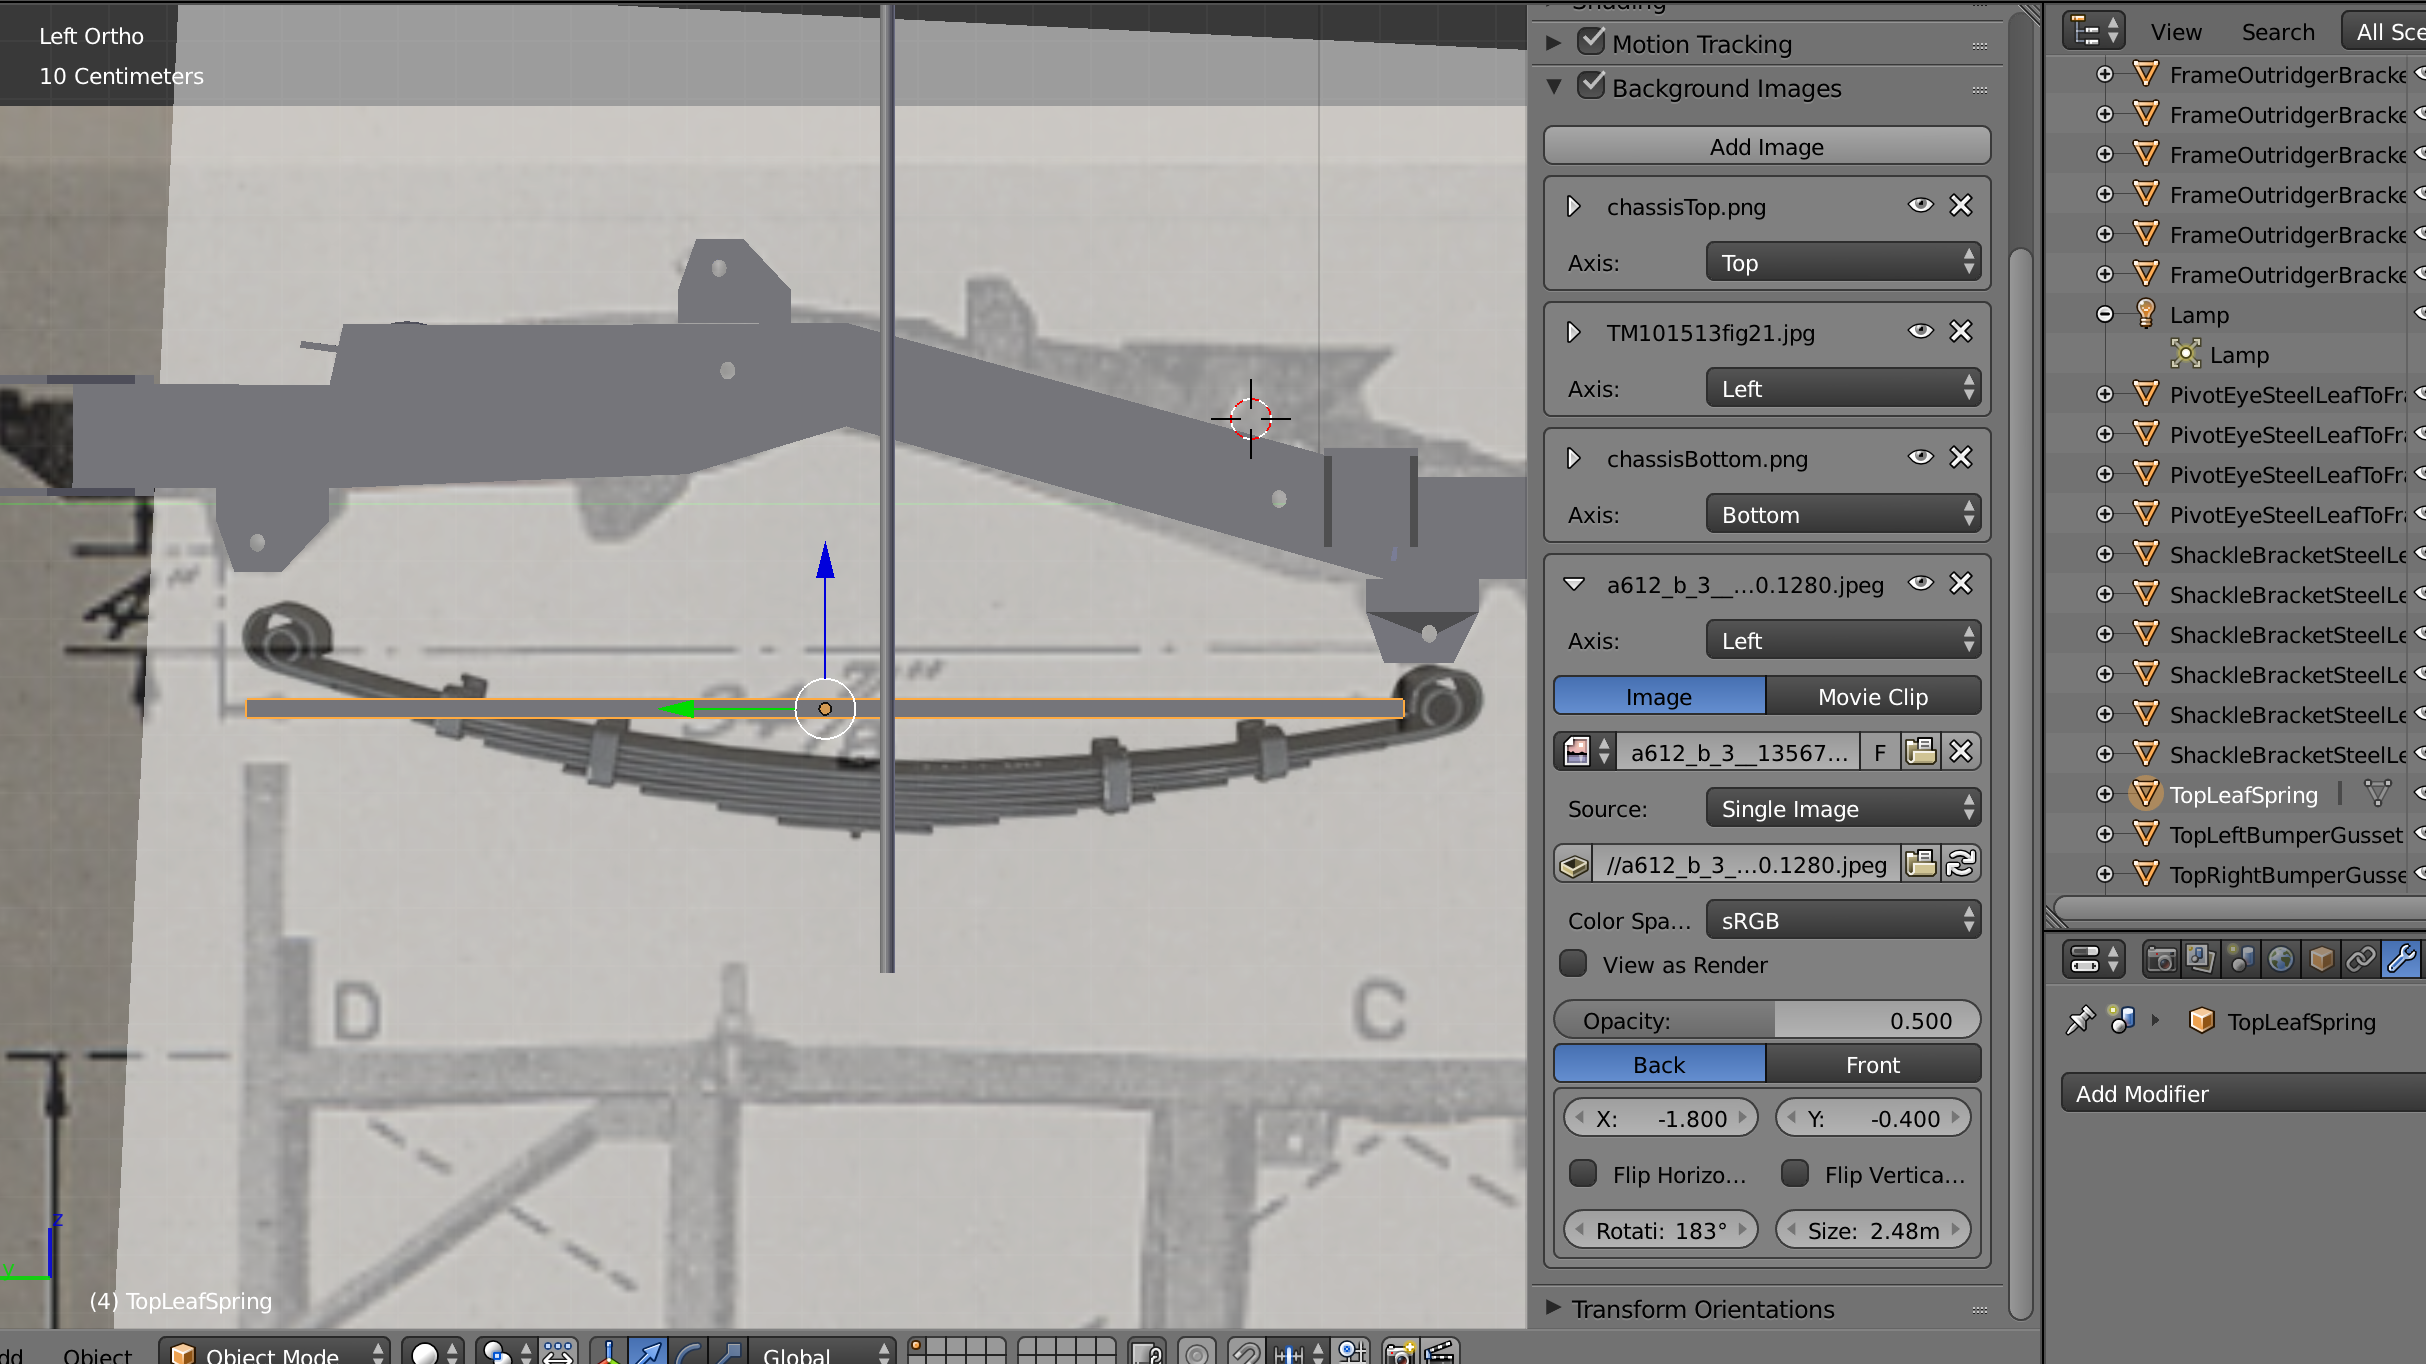 Left Ortho
10 Centimeters
(4) TopLeafSpring
z
y
D
C
Object
Object Mode
Global
Motion Tracking
Background Images
Add Image
chassisTop.png
Axis: Top
TM101513fig21.jpg
Axis: Left
chassisBottom.png
Axis: Bottom
a612_b_3__...0.1280.jpeg
Axis: Left
Image Movie Clip
a612_b_3__13567... F
Source: Single Image
//a612_b_3_...0.1280.jpeg
Color Spa... sRGB
View as Render
Opacity: 0.500
Back Front
X: -1.800 Y: -0.400
Flip Horizo... Flip Vertica...
Rotati: 183° Size: 2.48m
Transform Orientations
View Search All Sce
FrameOutridgerBracke
FrameOutridgerBracke
FrameOutridgerBracke
FrameOutridgerBracke
FrameOutridgerBracke
FrameOutridgerBracke
Lamp
Lamp
PivotEyeSteelLeafToFr
PivotEyeSteelLeafToFr
PivotEyeSteelLeafToFr
PivotEyeSteelLeafToFr
ShackleBracketSteelLe
ShackleBracketSteelLe
ShackleBracketSteelLe
ShackleBracketSteelLe
ShackleBracketSteelLe
ShackleBracketSteelLe
TopLeafSpring
TopLeftBumperGusset
TopRightBumperGusse
TopLeafSpring
Add Modifier